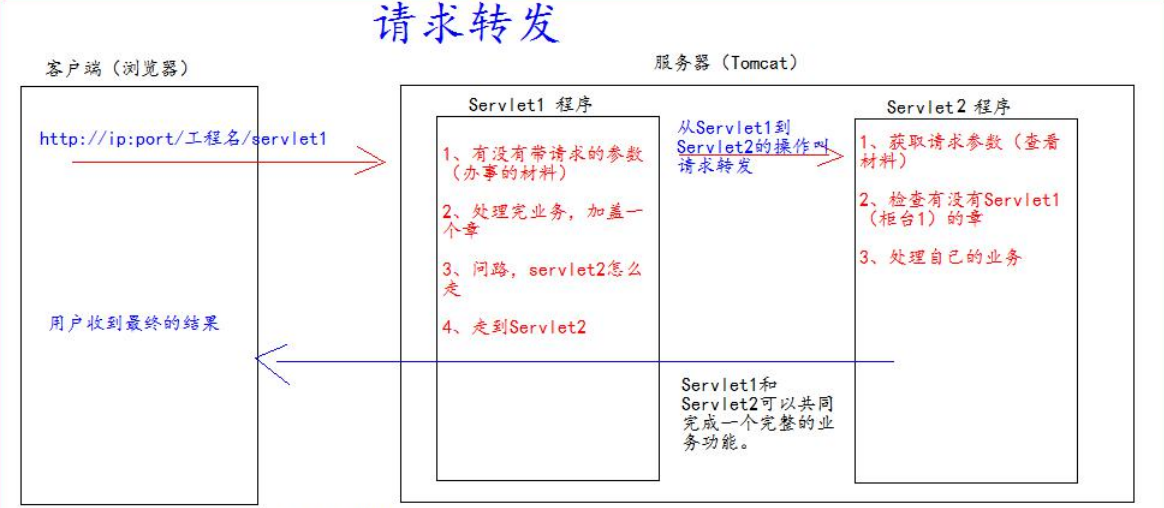 请求转发
客户端（浏览器）
服务器（Tomcat）
http://ip:port/工程名/servlet1
用户收到最终的结果
Servlet1 程序
1、有没有带请求的参数
（办事的材料）
2、处理完业务，加盖一
个章
3、问路，servlet2怎么
走
4、走到Servlet2
从Servlet1到
Servlet2的操作叫
请求转发
Servlet2 程序
1、获取请求参数（查看
材料）
2、检查有没有Servlet1
（柜台1）的章
3、处理自己的业务
Servlet1和
Servlet2可以共同
完成一个完整的业
务功能。